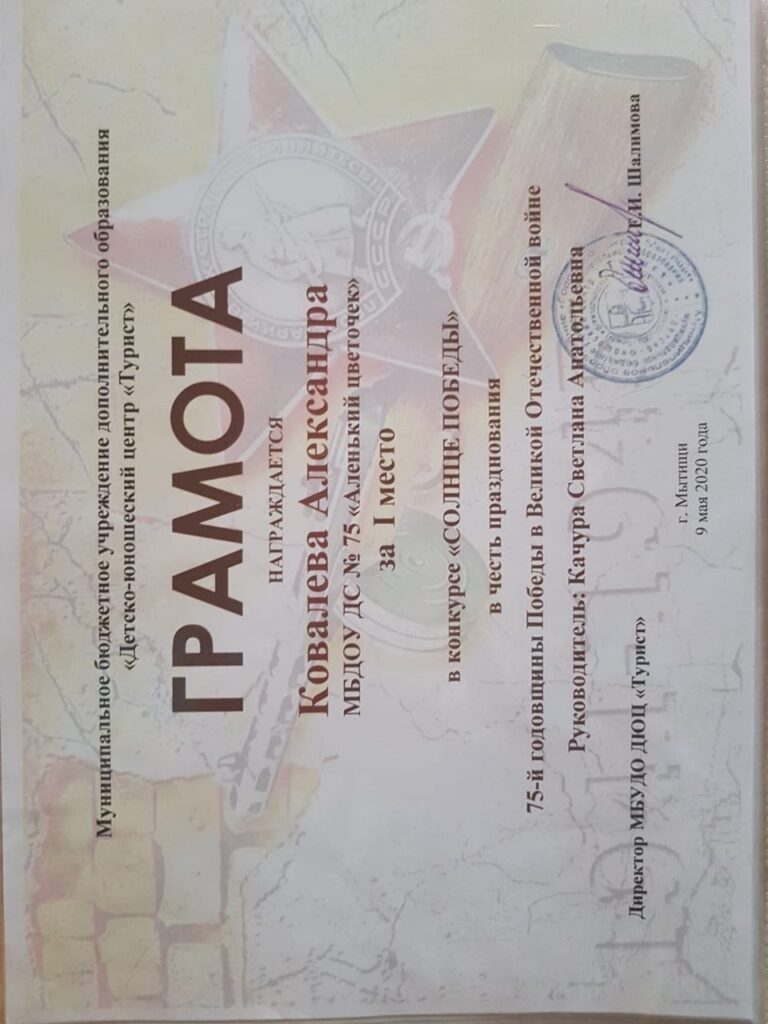 Муниципальное бюджетное учреждение дополнительного образования
«Детско-юношеский центр «Турист»
ГРАМОТА
НАГРАЖДАЕТСЯ
Ковалева Александра
МБДОУ ДС № 75 «Аленький цветочек»
за I место
в конкурсе «СОЛНЦЕ ПОБЕДЫ»
в честь празднования
75-й годовщины Победы в Великой Отечественной войне
Руководитель: Качура Светлана Анатольевна
Директор МБУДО ДЮЦ «Турист» Е.И. Шалимова
г. Мытищи
9 мая 2020 года